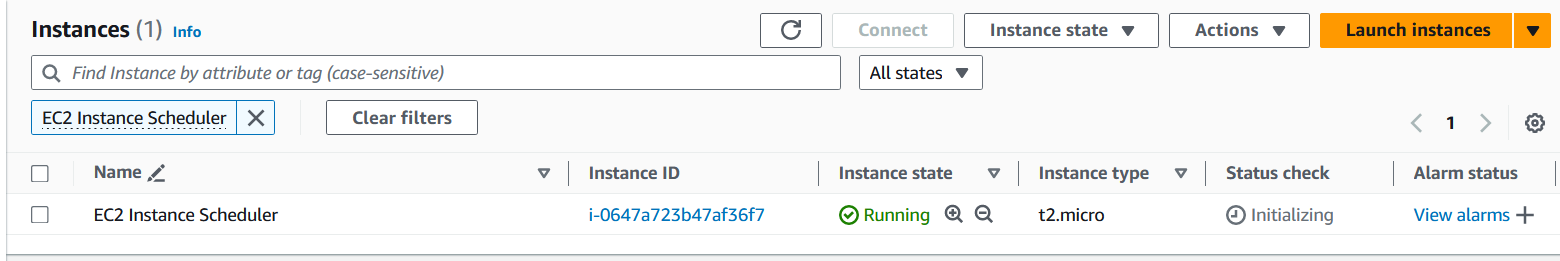 Instances (1) Info
Connect Instance state Actions Launch instances
Find Instance by attribute or tag (case-sensitive) All states
EC2 Instance Scheduler Clear filters
1
Name Instance ID Instance state Instance type Status check Alarm status
EC2 Instance Scheduler i-0647a723b47af36f7 Running t2.micro Initializing View alarms